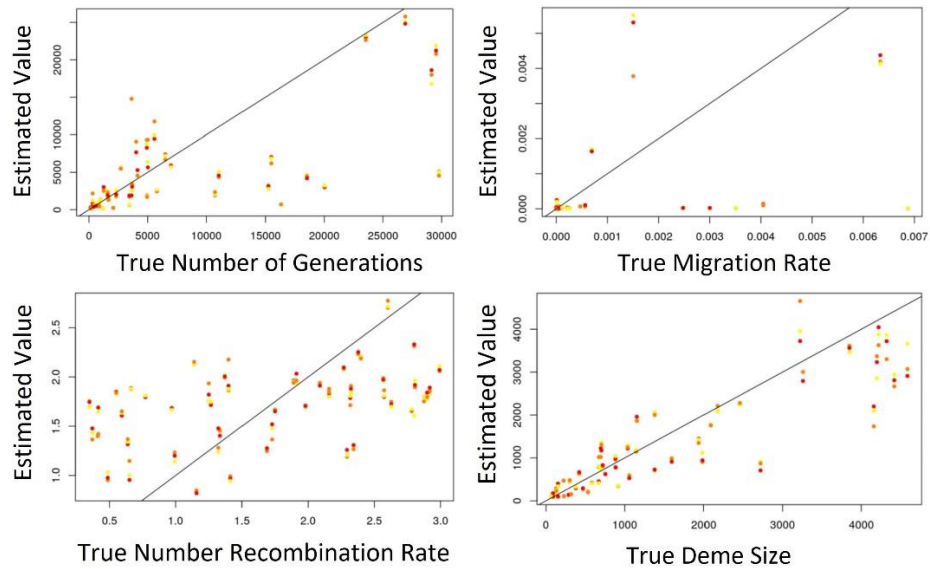 Estimated Value
0 5000 10000 20000
0 5000 10000 15000 20000 25000 30000
True Number of Generations
Estimated Value
0.000 0.002 0.004
0.000 0.001 0.002 0.003 0.004 0.005 0.006 0.007
True Migration Rate
Estimated Value
1.0 1.5 2.0 2.5
0.5 1.0 1.5 2.0 2.5 3.0
True Number Recombination Rate
Estimated Value
0 1000 2000 3000 4000
0 1000 2000 3000 4000
True Deme Size